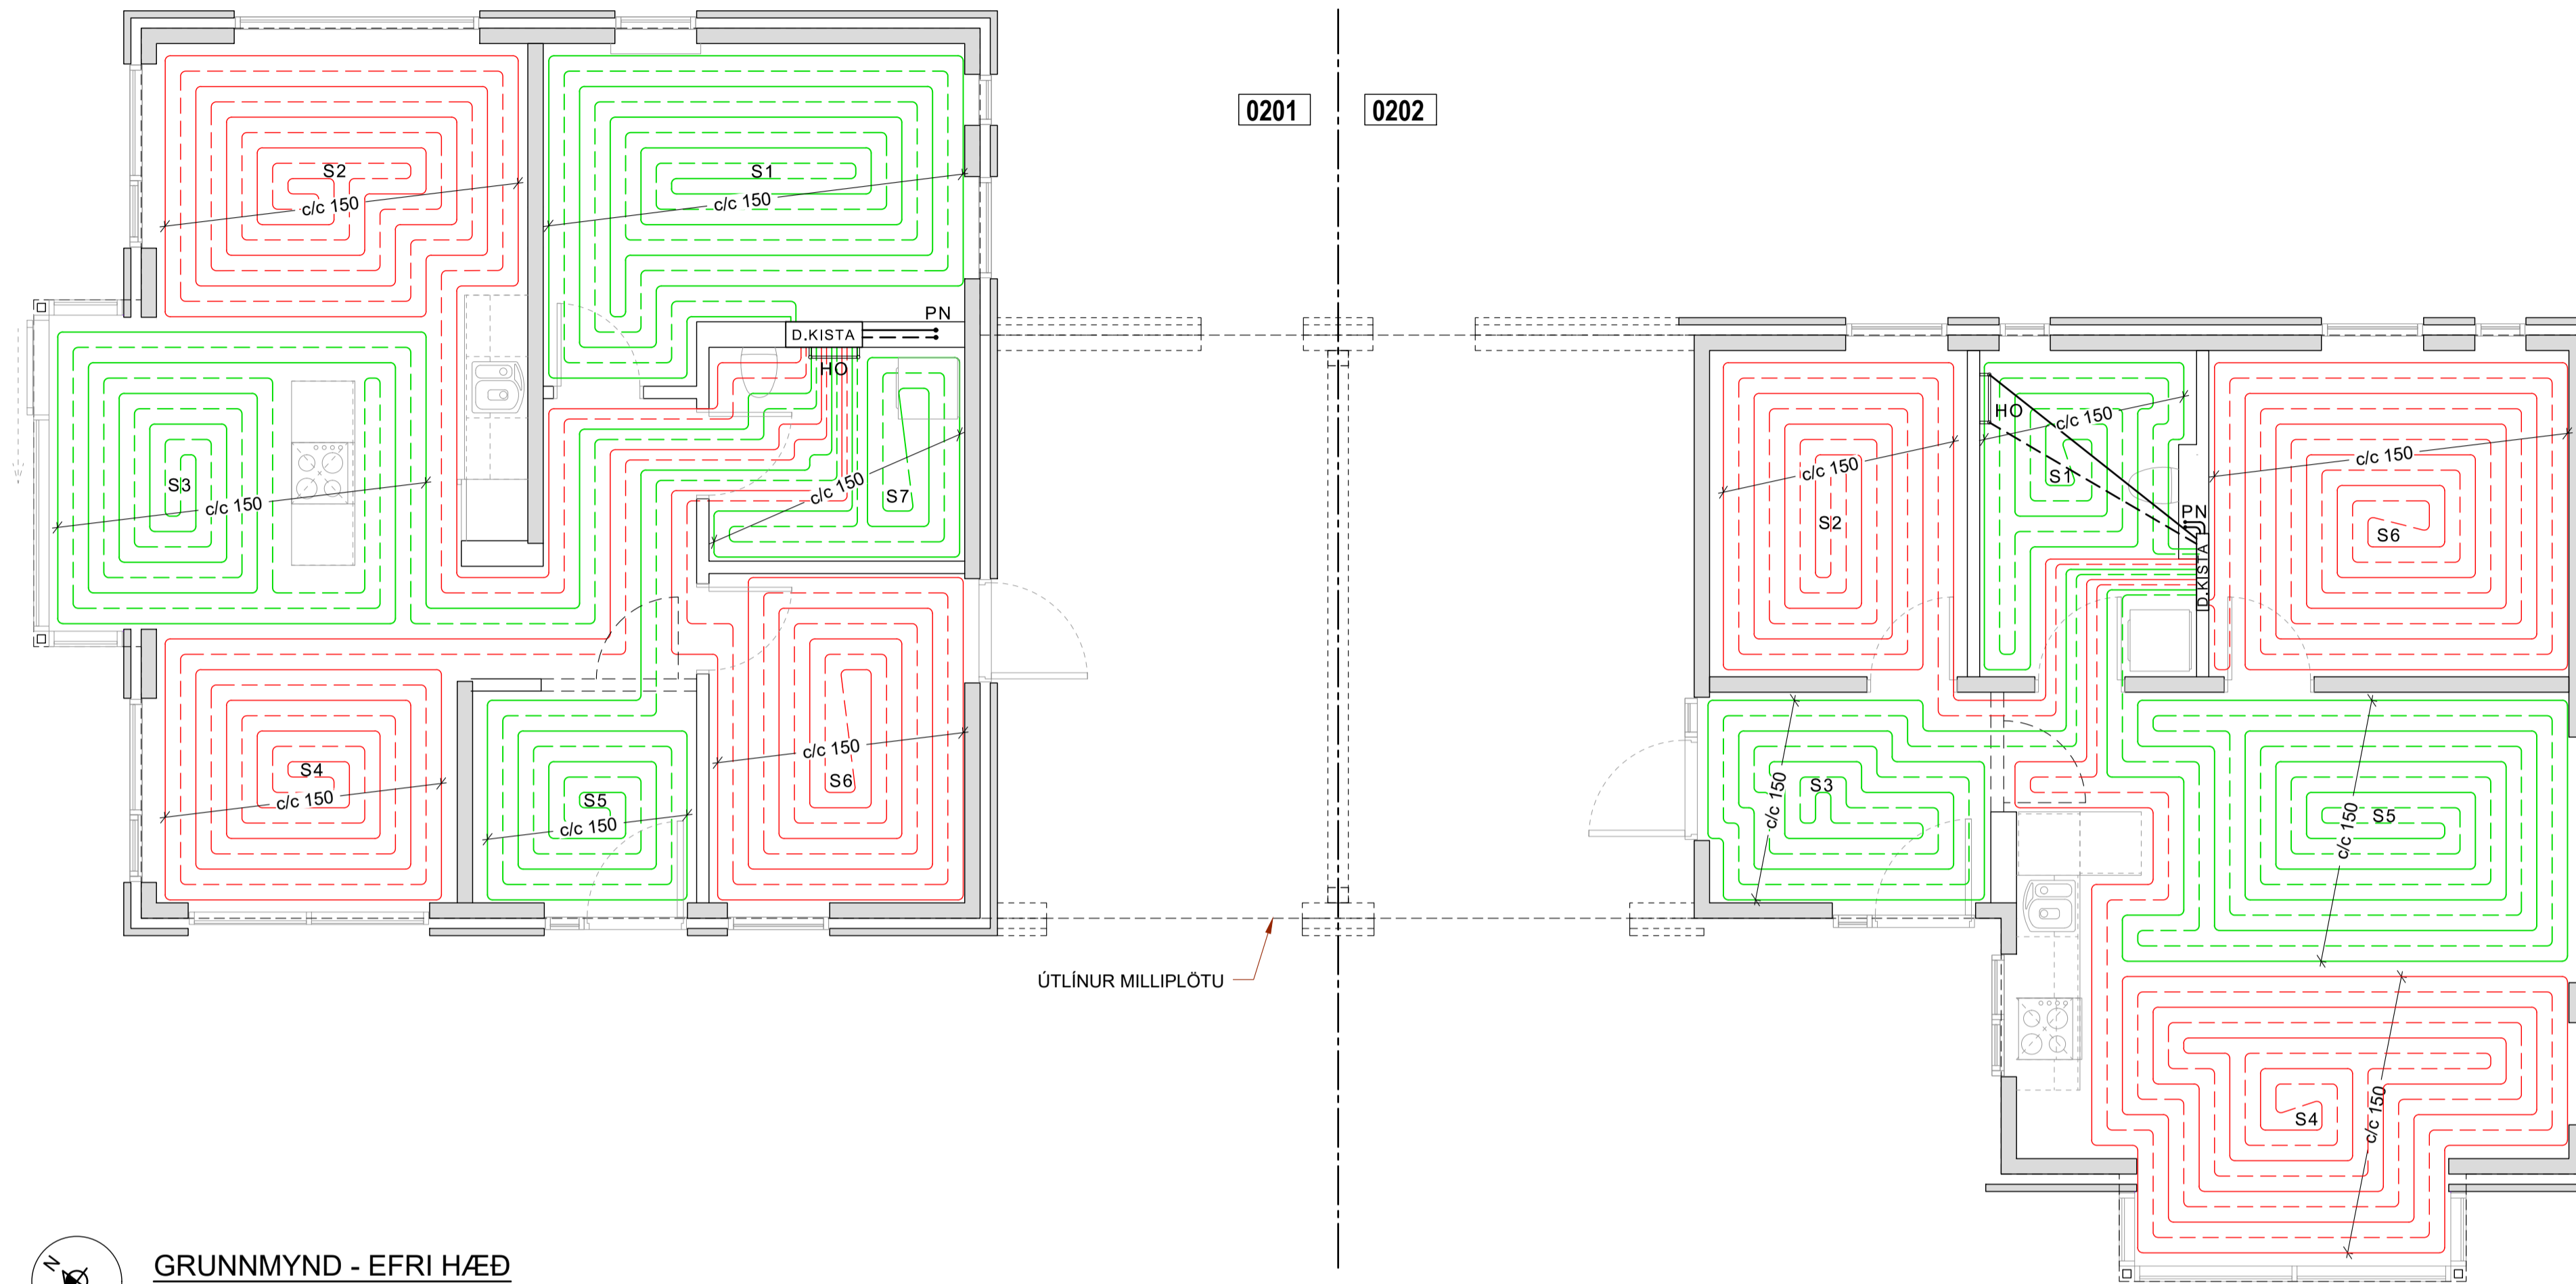 0201
0202
S2
c/c 150
S1
c/c 150
D.KISTA
PN
HO
S3
c/c 150
c/c 150
S7
S4
c/c 150
S5
c/c 150
c/c 150
S6
S2
c/c 150
HO
c/c 150
S1
PN
D.KISTA
c/c 150
S6
S3
c/c 150
S5
c/c 150
S4
c/c 150
ÚTLÍNUR MILLIPLÖTU
N
GRUNNMYND - EFRI HÆÐ